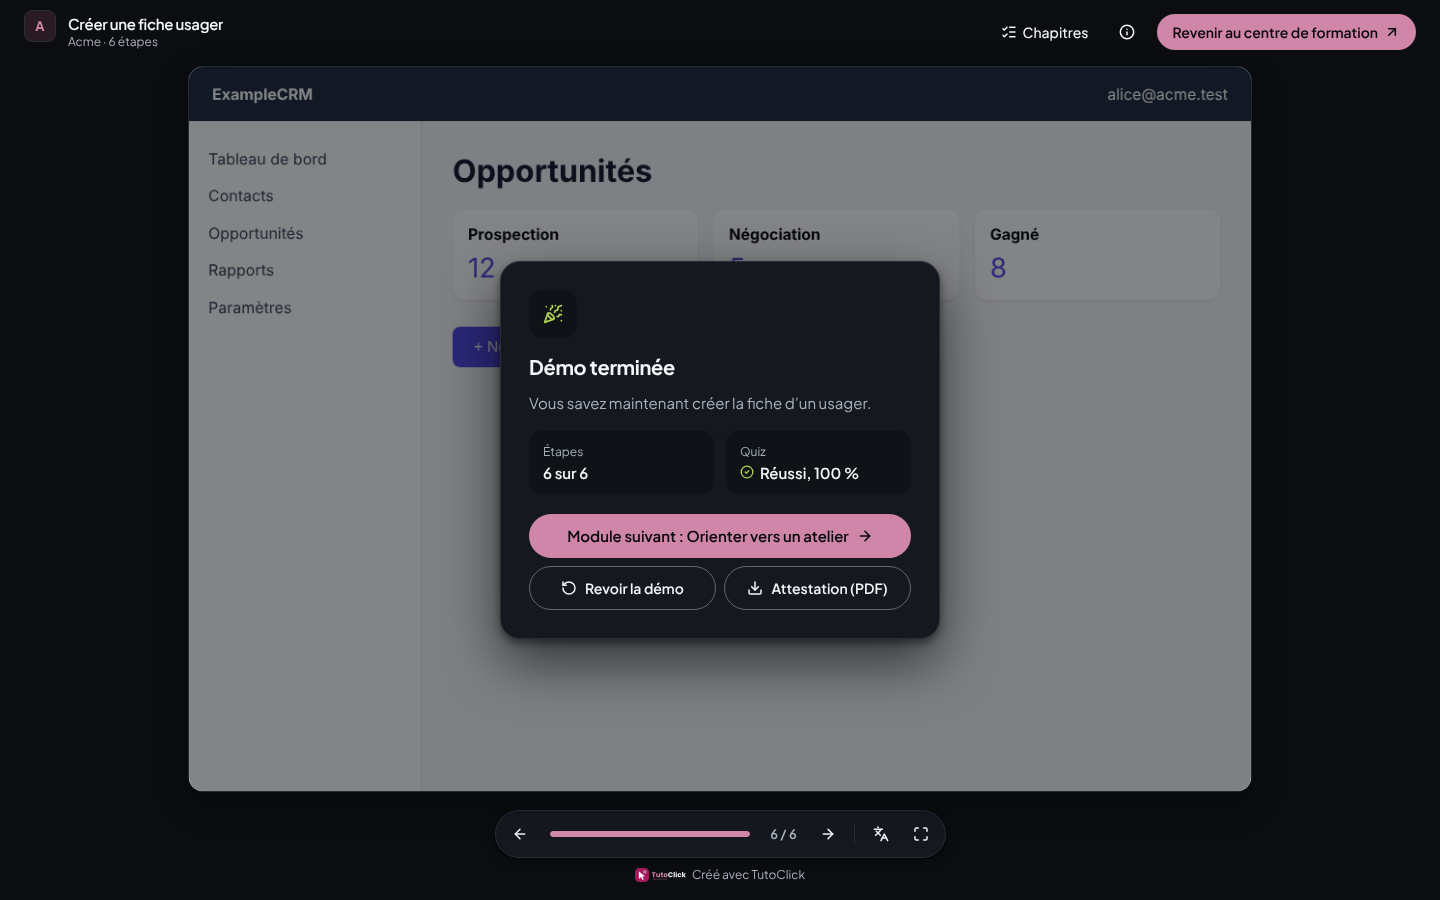 A
Créer une fiche usager
Acme · 6 étapes
Chapitres
Revenir au centre de formation
ExampleCRM
alice@acme.test
Tableau de bord
Contacts
Opportunités
Rapports
Paramètres
Opportunités
Prospection
12
Négociation
Gagné
8
Démo terminée
Vous savez maintenant créer la fiche d’un usager.
Étapes
6 sur 6
Quiz
Réussi, 100 %
Module suivant : Orienter vers un atelier
Revoir la démo
Attestation (PDF)
6 / 6
TutoClick Créé avec TutoClick